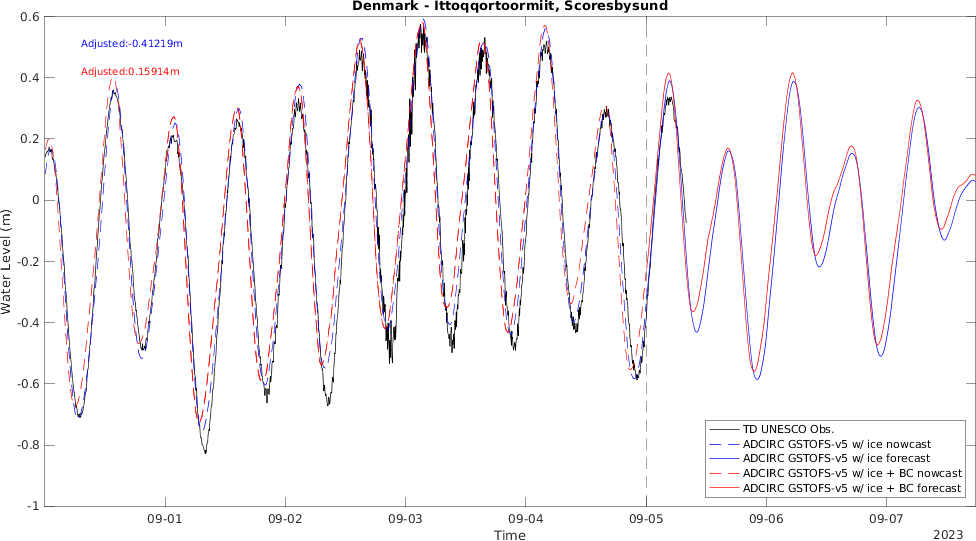 Denmark - Ittoqqortoormiit, Scoresbysund
Adjusted:-0.41219m
Adjusted:0.15914m
Water Level (m)
0.6
0.4
0.2
0
-0.2
-0.4
-0.6
-0.8
-1
TD UNESCO Obs.
ADCIRC GSTOFS-v5 w/ ice nowcast
ADCIRC GSTOFS-v5 w/ ice forecast
ADCIRC GSTOFS-v5 w/ ice + BC nowcast
ADCIRC GSTOFS-v5 w/ ice + BC forecast
09-01 09-02 09-03 09-04 09-05 09-06 09-07
Time
2023